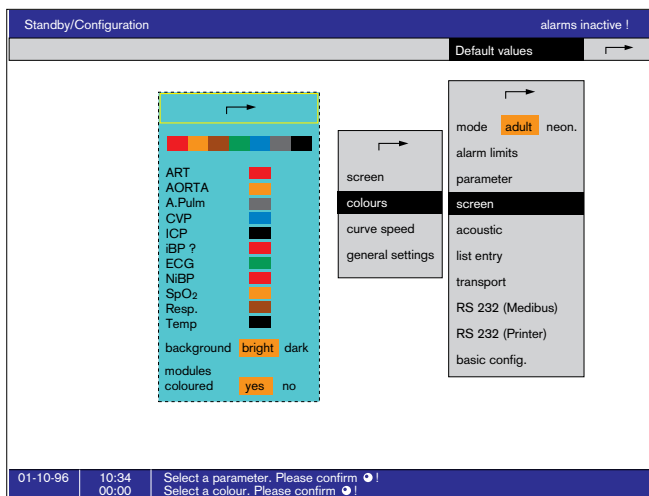 Standby/Configuration alarms inactive !
Default values
mode adult neon.
alarm limits
parameter
screen
acoustic
list entry
transport
RS 232 (Medibus)
RS 232 (Printer)
basic config.
screen
colours
curve speed
general settings
ART
AORTA
A.Pulm
CVP
ICP
iBP ?
ECG
NiBP
SpO2
Resp.
Temp
background bright dark
modules
coloured yes no
01-10-96 10:34 Select a parameter. Please confirm !
00:00 Select a colour. Please confirm !